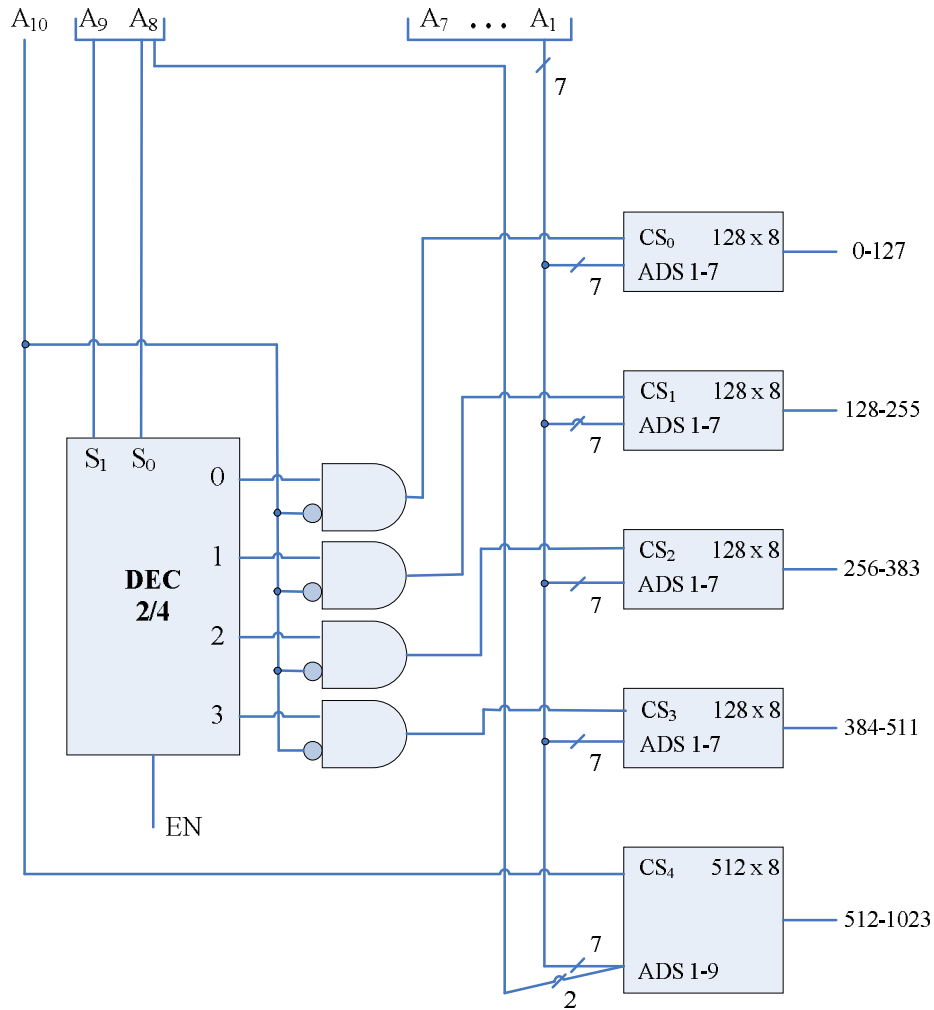 A₁₀ A₉ A₈ A₇ • • • A₁
7
CS₀ 128 x 8
ADS 1-7
7
0-127
CS₁ 128 x 8
ADS 1-7
7
128-255
S₁ S₀
0
1
2
3
DEC
2/4
EN
CS₂ 128 x 8
ADS 1-7
7
256-383
CS₃ 128 x 8
ADS 1-7
7
384-511
CS₄ 512 x 8
ADS 1-9
7
2
512-1023